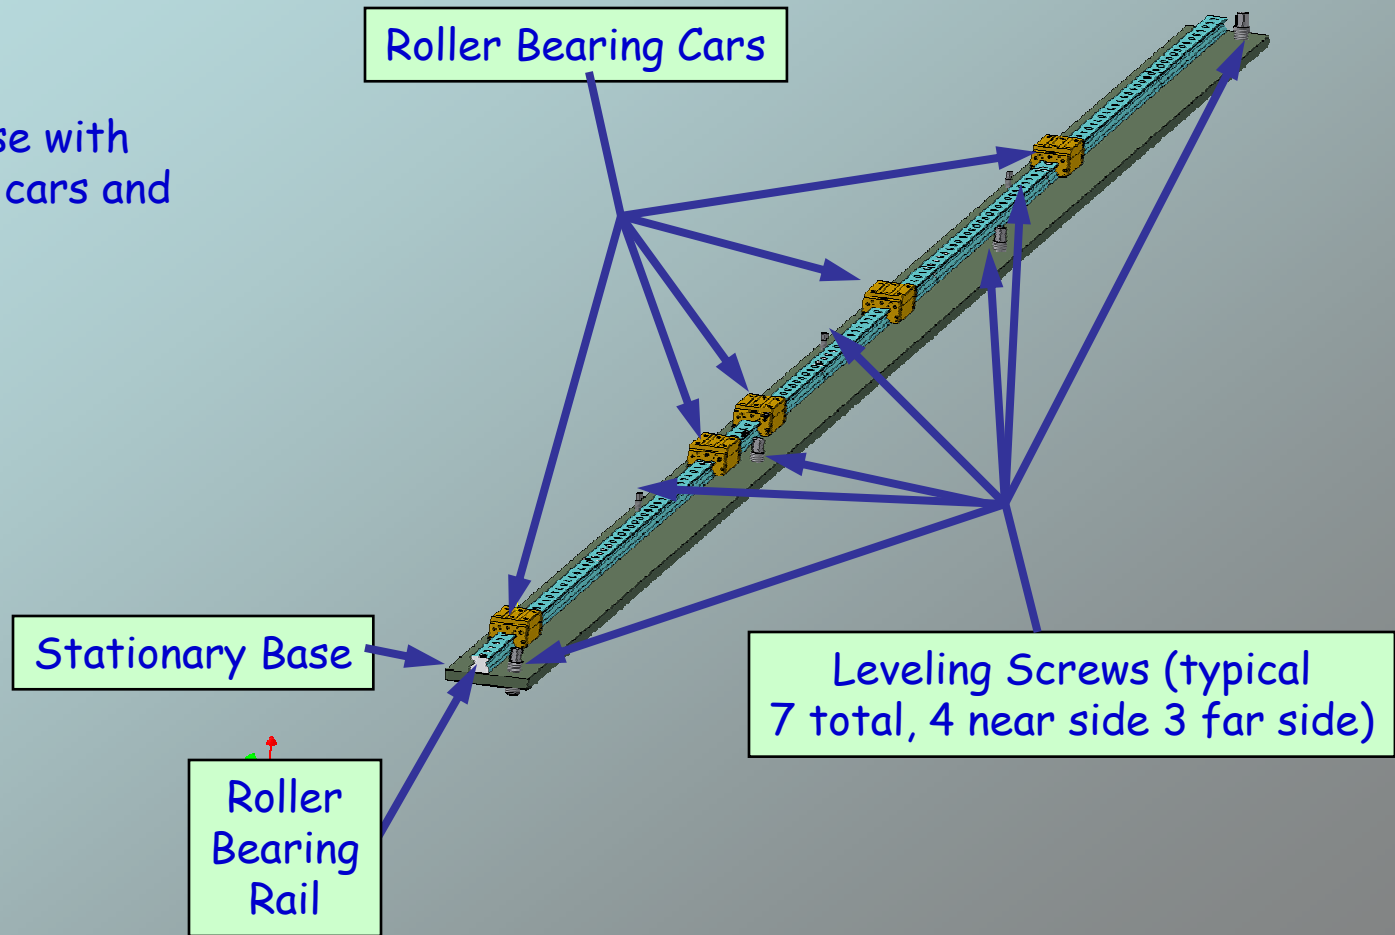 Roller Bearing Cars
se with
cars and
Stationary Base
Leveling Screws (typical
7 total, 4 near side 3 far side)
Roller
Bearing
Rail